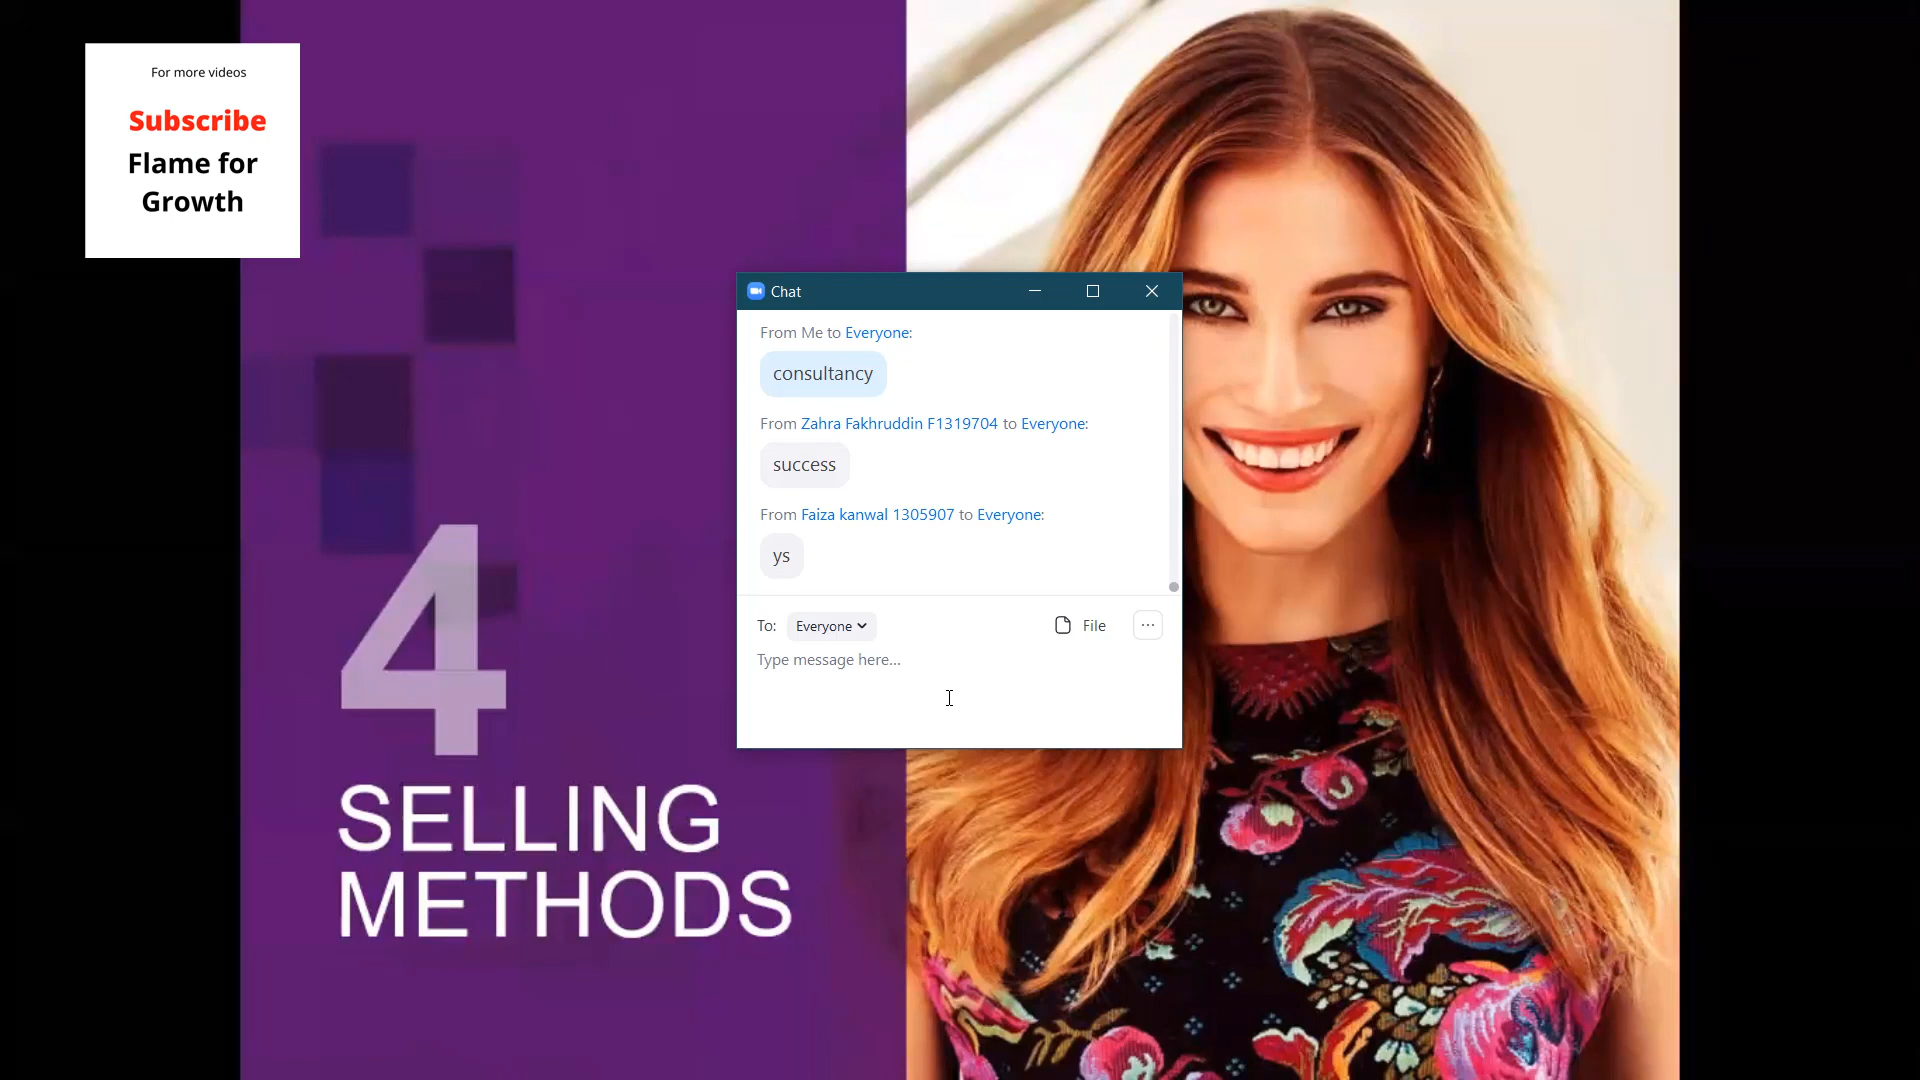 For more videos
Subscribe
Flame for
Growth
Chat
From Me to Everyone:
consultancy
From Zahra Fakhruddin F1319704 to Everyone:
success
From Faiza kanwal 1305907 to Everyone:
ys
To: Everyone File ...
Type message here...
4
SELLING
METHODS